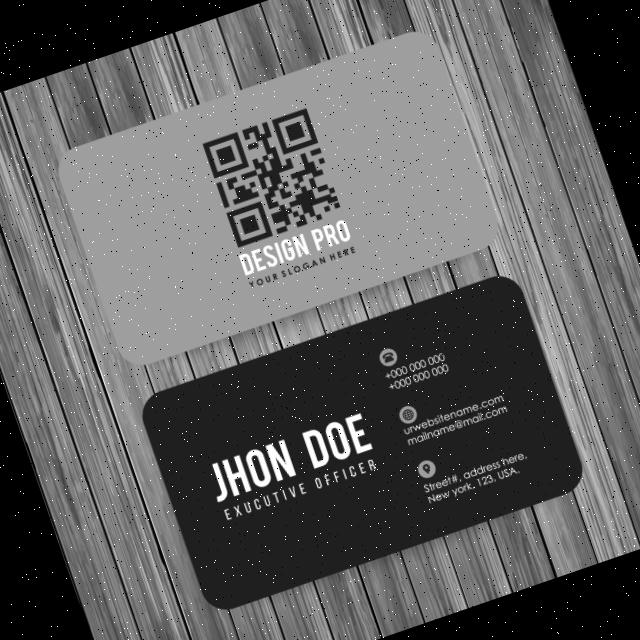 DESIGN PRO
YOUR SLOGAN HERE
JHON DOE
EXUCUTIVE OFFICER
+000 000 000
+000 000 000
urwebsitename.com
mailname@mail.com
Street#, address here,
New york, 123, USA.